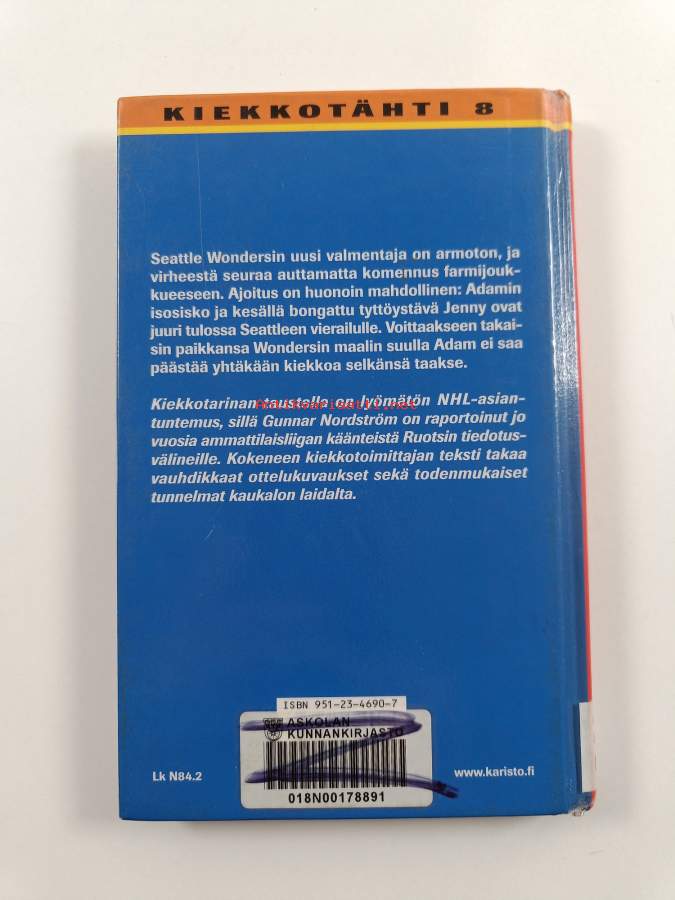 KIEKKOTÄHTI 8
Seattle Wondersin uusi valmentaja on armoton, ja
virheestä seuraa auttamatta komennus farmijouk-
kueeseen. Ajoitus on huonoin mahdollinen: Adamin
isosisko ja kesällä bongattu tyttöystävä Jenny ovat
juuri tulossa Seattleen vierailulle. Voittaakseen takai-
sin paikkansa Wondersin maalin suulla Adam ei saa
päästää yhtäkään kiekkoa selkänsä taakse.
Kiekkotarinan taustalla on lyömätön NHL-asian-
Antikvariaatti.net
tuntemus, sillä Gunnar Nordström on raportoinut jo
vuosia ammattilaisliigan käänteistä Ruotsin tiedotus-
välineille. Kokeneen kiekkotoimittajan teksti takaa
vauhdikkaat ottelukuvaukset sekä todenmukaiset
tunnelmat kaukalon laidalta.
ISBN 951-23-4690-7
ASKOLAN
KUNNANKIRJASTO
018N00178891
Lk N84.2
www.karisto.fi